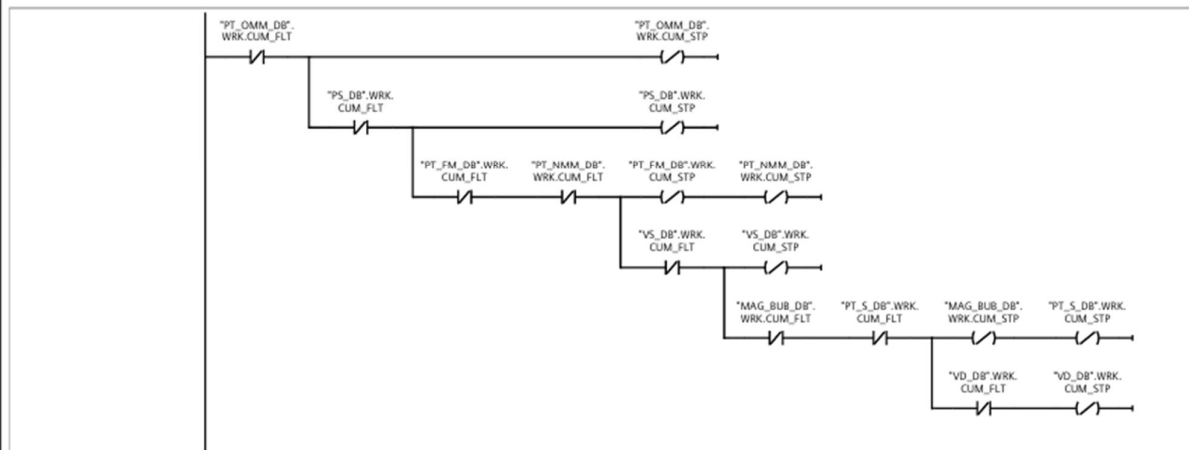 "PT_OMM_DB".
WRK.CUM_FLT
"PT_OMM_DB".
WRK.CUM_STP
"PS_DB".WRK.
CUM_FLT
"PS_DB".WRK.
CUM_STP
"PT_FM_DB".WRK.
CUM_FLT
"PT_NMM_DB".
WRK.CUM_FLT
"PT_FM_DB".WRK.
CUM_STP
"PT_NMM_DB".
WRK.CUM_STP
"VS_DB".WRK.
CUM_FLT
"VS_DB".WRK.
CUM_STP
"MAG_BUB_DB".
WRK.CUM_FLT
"PT_S_DB".WRK.
CUM_FLT
"MAG_BUB_DB".
WRK.CUM_STP
"PT_S_DB".WRK.
CUM_STP
"VD_DB".WRK.
CUM_FLT
"VD_DB".WRK.
CUM_STP